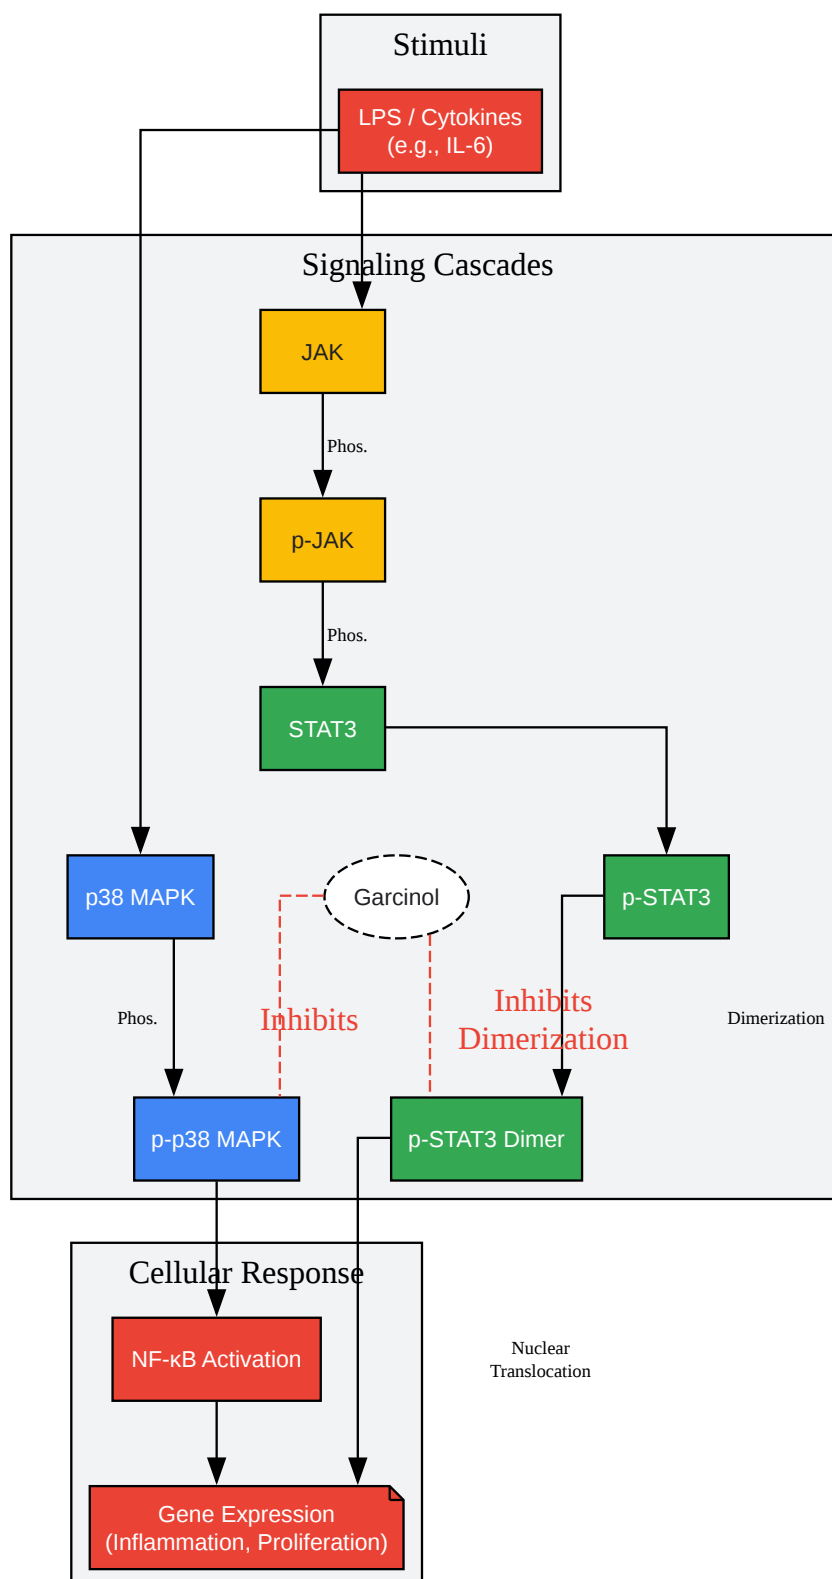 Stimuli
LPS / Cytokines
(e.g., IL-6)
Signaling Cascades
JAK
Phos.
p-JAK
Phos.
STAT3
p38 MAPK
Garcinol
p-STAT3
Phos.
Inhibits
Inhibits
Dimerization
Dimerization
p-p38 MAPK
p-STAT3 Dimer
Cellular Response
NF-κB Activation
Nuclear
Translocation
Gene Expression
(Inflammation, Proliferation)